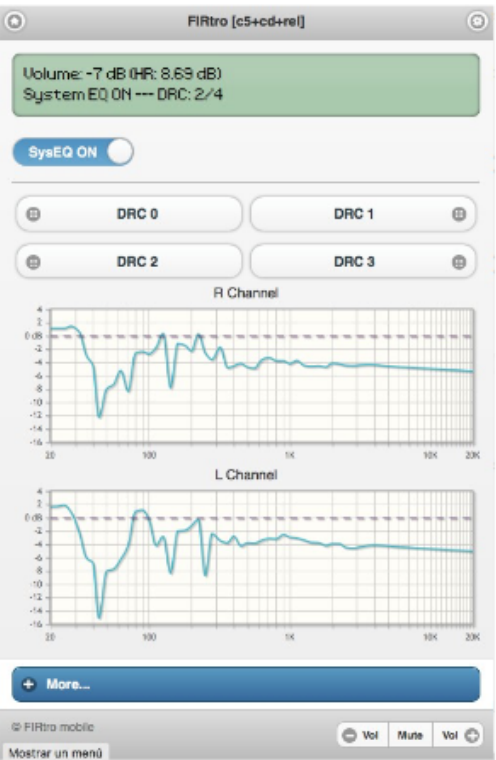 FIRtro [c5+cd+rel]
Volume: -7 dB (HR: 8.69 dB)
System EQ ON --- DRC: 2/4
SysEQ ON
DRC 0
DRC 1
DRC 2
DRC 3
R Channel
4
2
0 dB
-2
-4
-6
-8
-10
-12
-14
-16
20 100 1K 10K 20K
L Channel
4
2
0 dB
-2
-4
-6
-8
-10
-12
-14
-16
20 100 1K 10K 20K
More...
© FIRtro mobile
Vol Mute Vol
Mostrar un menú